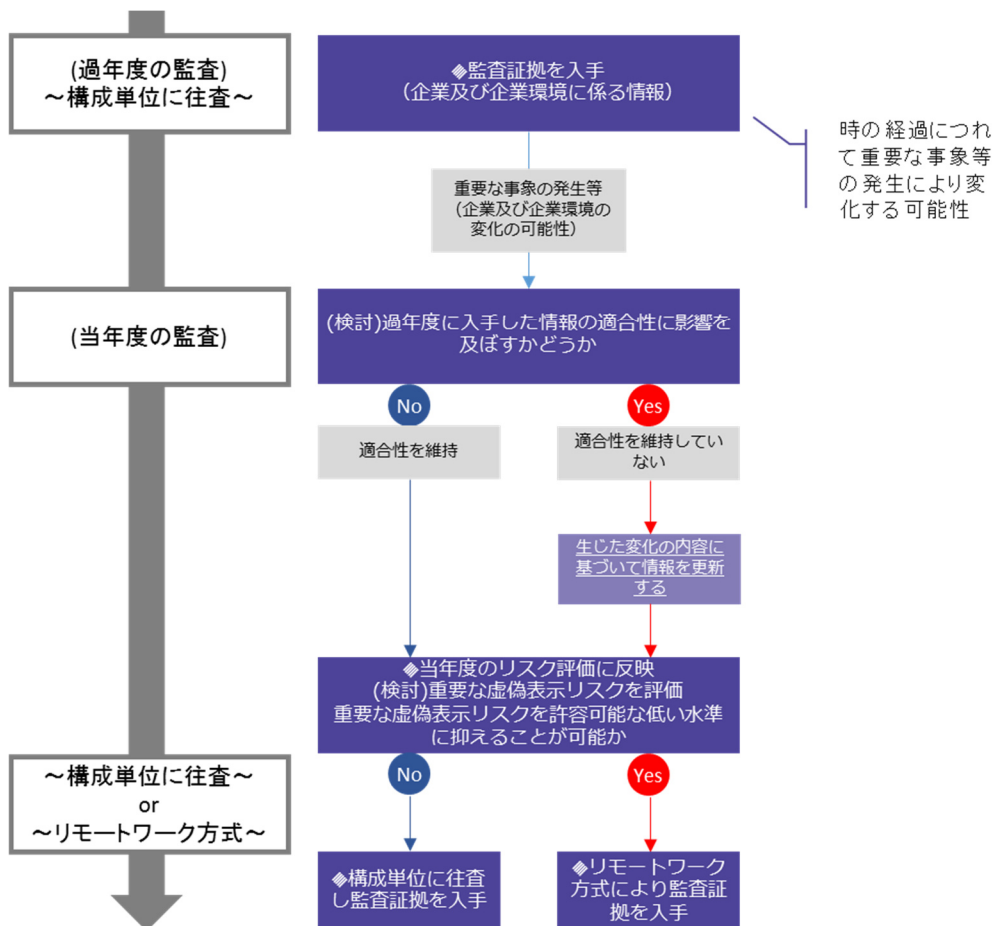 (過年度の監査)
～構成単位に往査～
◆監査証拠を入手
（企業及び企業環境に係る情報）
時の経過につれ
て重要な事象等
の発生により変
化する可能性
重要な事象の発生等
（企業及び企業環境の
変化の可能性）
(当年度の監査)
(検討)過年度に入手した情報の適合性に影響を
及ぼすかどうか
No
Yes
適合性を維持
適合性を維持してい
ない
生じた変化の内容に
基づいて情報を更新
する
◆当年度のリスク評価に反映
(検討)重要な虚偽表示リスクを評価
重要な虚偽表示リスクを許容可能な低い水準
に抑えることが可能か
No
Yes
～構成単位に往査～
or
～リモートワーク方式～
◆構成単位に往査
し監査証拠を入手
◆リモートワーク
方式により監査証
拠を入手